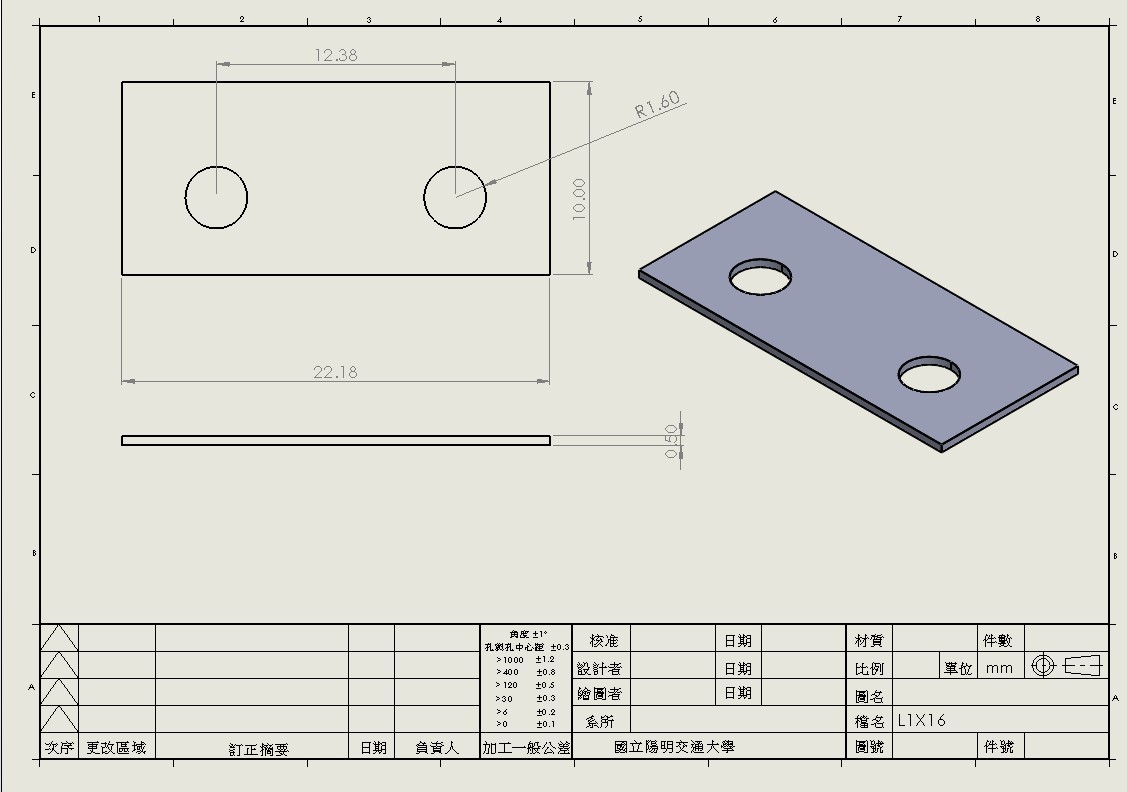 1 2 3 4 5 6 7 8
12.38
E E
R1.60
10.00
D D
22.18
C C
0.50
B B
角度 ±1°
孔與孔中心距 ±0.3
>1000 ±1.2
>400 ±0.8
>120 ±0.5
>30 ±0.3
>6 ±0.2
>0 ±0.1
核准 日期 材質 件數
設計者 日期 比例 單位 mm
繪圖者 日期 圖名
A A
系所 檔名 L1X16
次序 更改區域 訂正摘要 日期 負責人 加工一般公差 國立陽明交通大學 圖號 件號